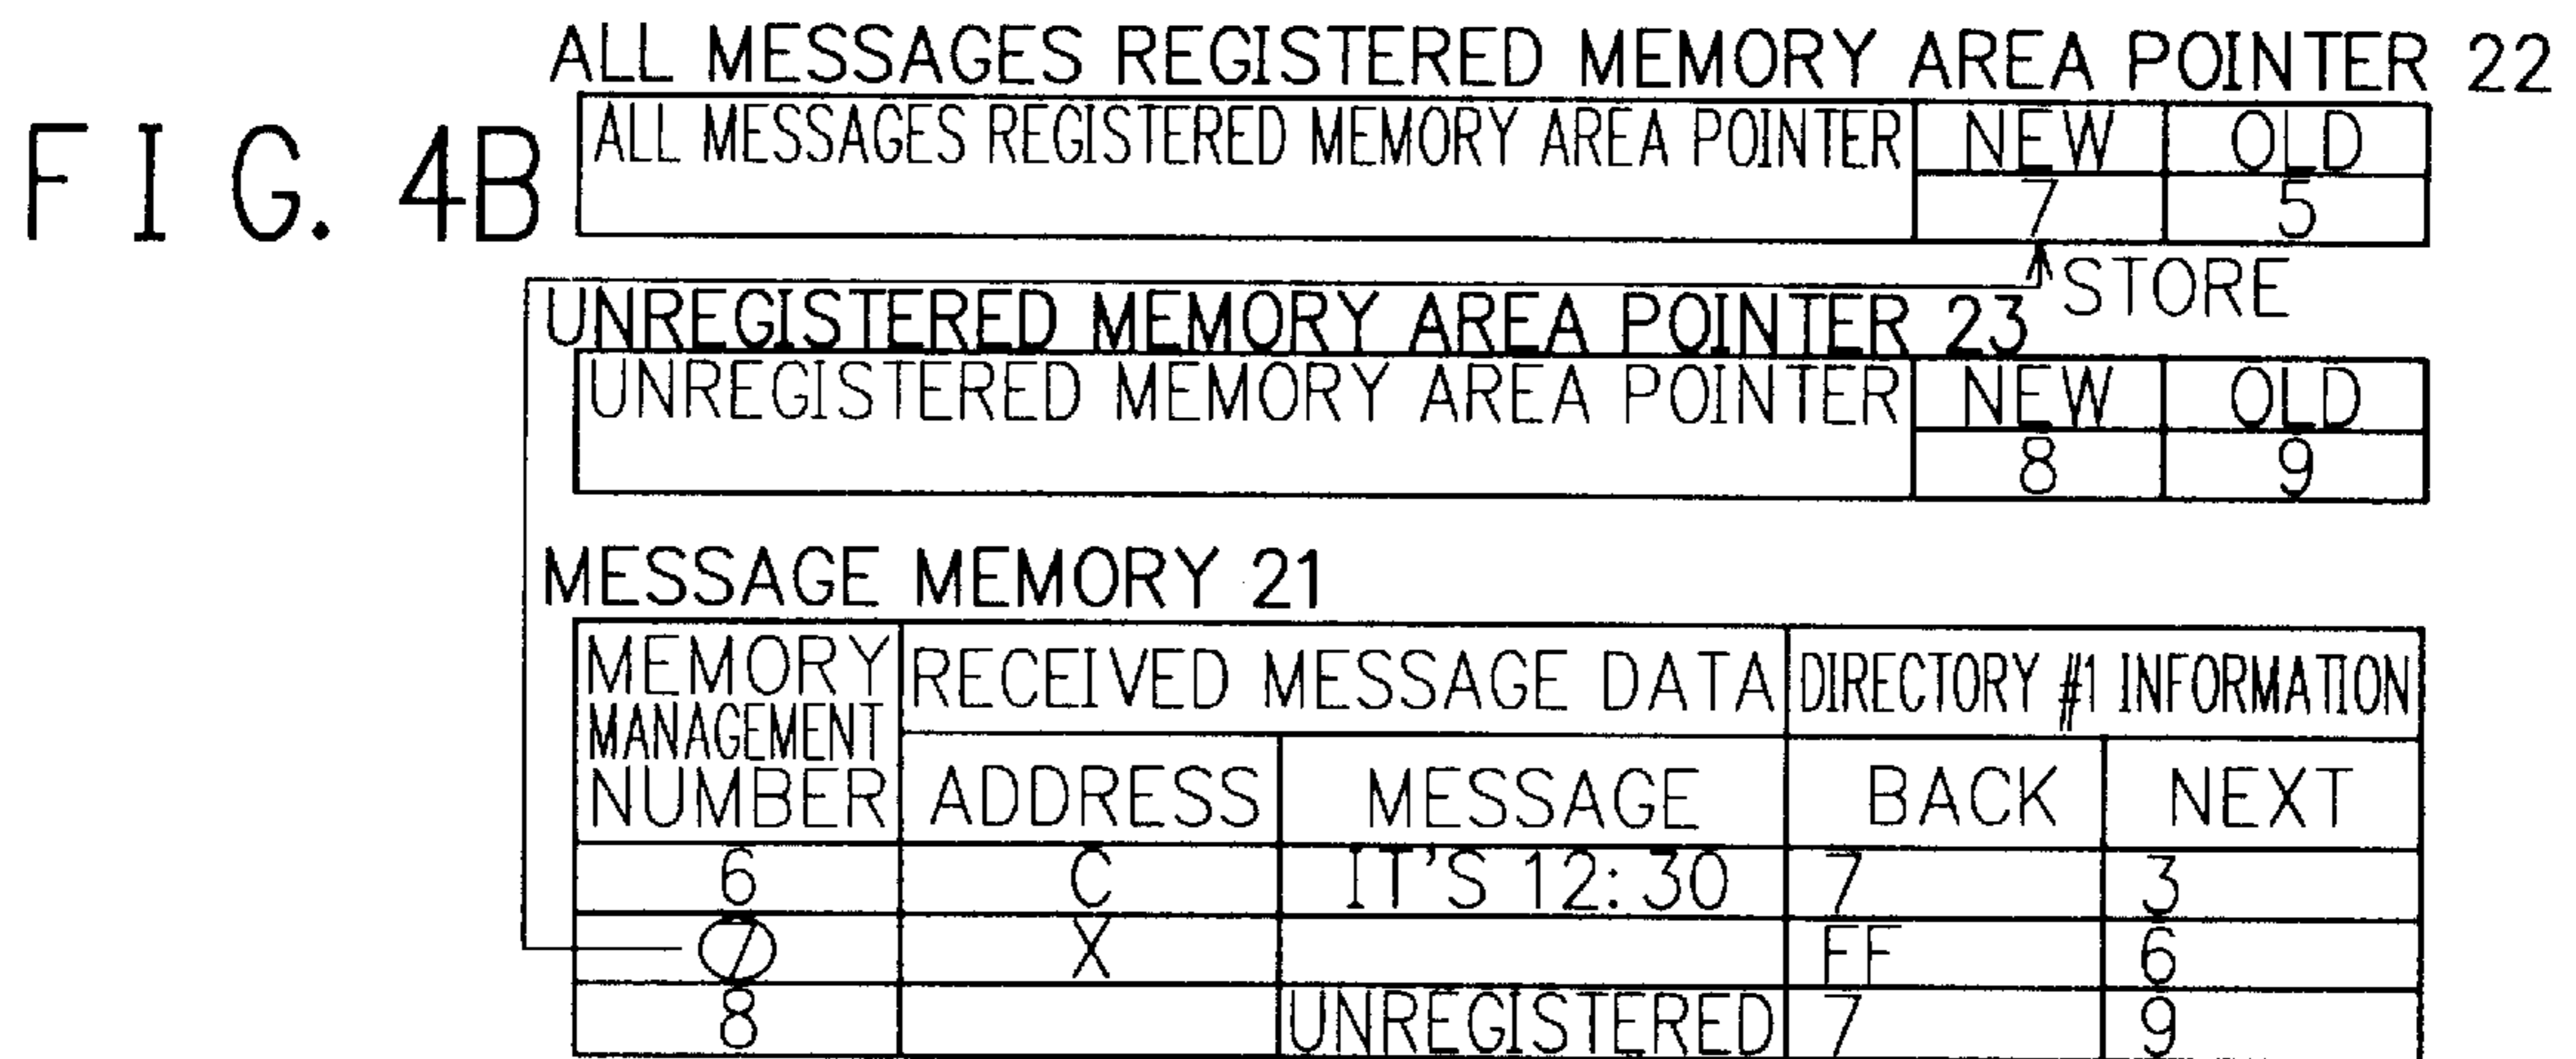 ALL MESSAGES REGISTERED MEMORY AREA POINTER 22
FIG. 4B
ALL MESSAGES REGISTERED MEMORY AREA POINTER NEW OLD
7 5
STORE
UNREGISTERED MEMORY AREA POINTER 23
UNREGISTERED MEMORY AREA POINTER NEW OLD
8 9
MESSAGE MEMORY 21
MEMORY MANAGEMENT NUMBER RECEIVED MESSAGE DATA DIRECTORY #1 INFORMATION
ADDRESS MESSAGE BACK NEXT
6 C IT'S 12:30 7 3
7 X FF 6
8 UNREGISTERED 7 9